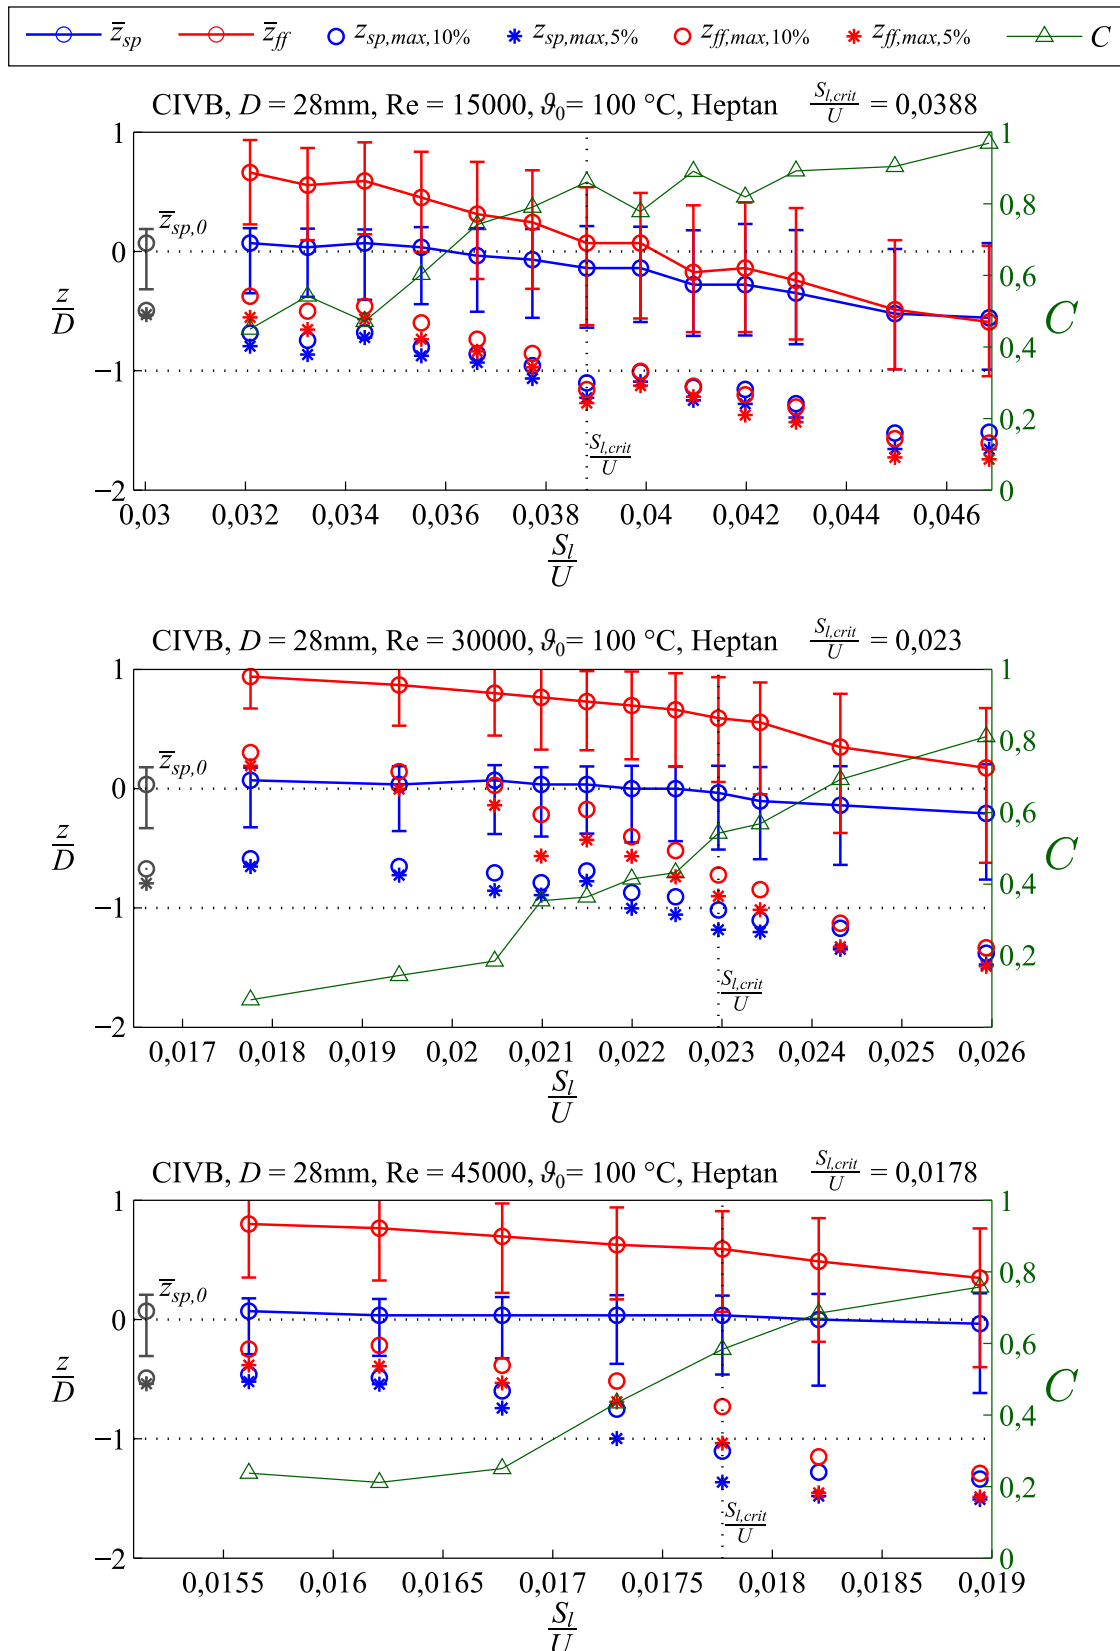 z̄sp z̄ff zsp,max,10% zsp,max,5% zff,max,10% zff,max,5% C
CIVB, D = 28mm, Re = 15000, ϑ0= 100 °C, Heptan Sl,crit/U = 0,0388
1 0 −1 −2
z/D
z̄sp,0
Sl,crit/U
1 0,8 0,6 0,4 0,2 0
C
0,03 0,032 0,034 0,036 0,038 0,04 0,042 0,044 0,046
Sl/U
CIVB, D = 28mm, Re = 30000, ϑ0= 100 °C, Heptan Sl,crit/U = 0,023
1 0 −1 −2
z/D
z̄sp,0
Sl,crit/U
1 0,8 0,6 0,4 0,2 0
C
0,017 0,018 0,019 0,02 0,021 0,022 0,023 0,024 0,025 0,026
Sl/U
CIVB, D = 28mm, Re = 45000, ϑ0= 100 °C, Heptan Sl,crit/U = 0,0178
1 0 −1 −2
z/D
z̄sp,0
Sl,crit/U
1 0,8 0,6 0,4 0,2 0
C
0,0155 0,016 0,0165 0,017 0,0175 0,018 0,0185 0,019
Sl/U